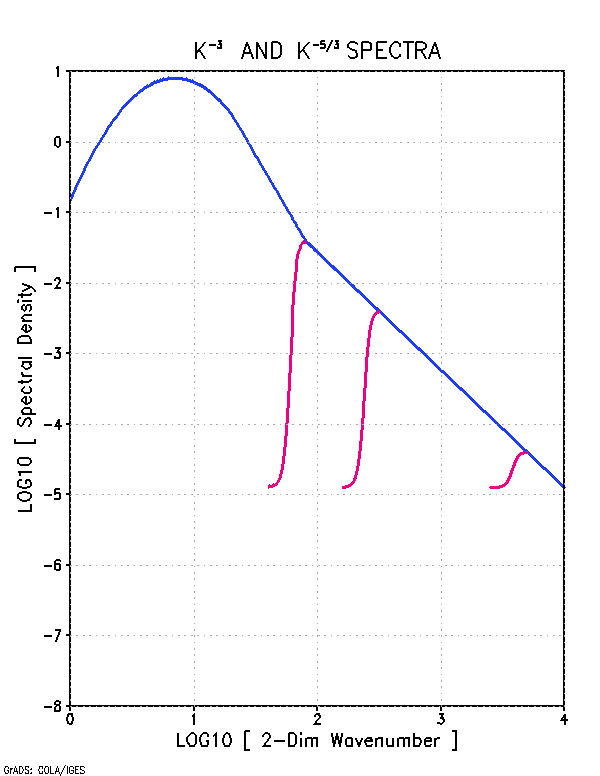 K⁻³ AND K⁻⁵/³ SPECTRA
1
0
−1
−2
−3
−4
−5
−6
−7
−8
LOG10 [ Spectral Density ]
0 1 2 3 4
LOG10 [ 2−Dim Wavenumber ]
GrADS: COLA/IGES